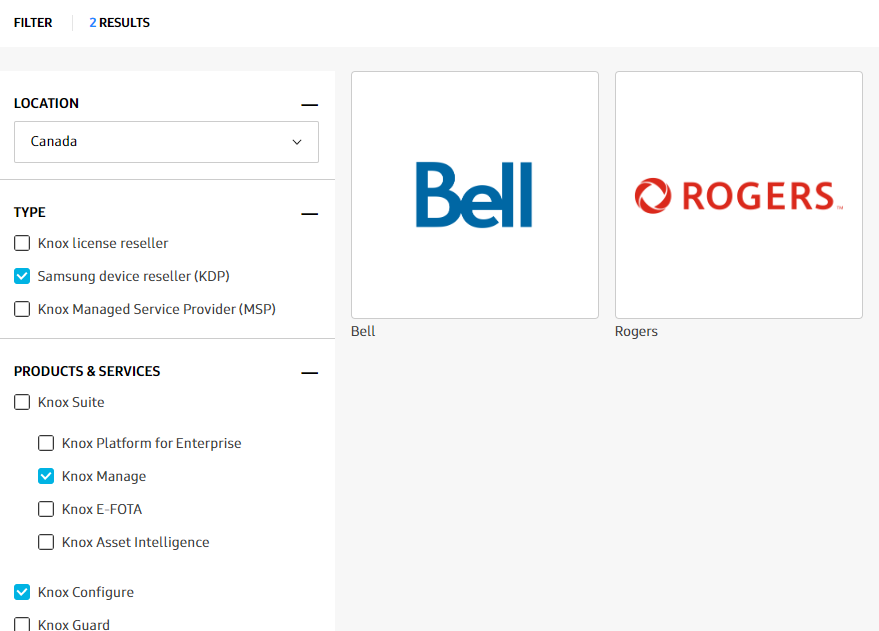 FILTER
2 RESULTS
LOCATION
Canada
TYPE
Knox license reseller
Samsung device reseller (KDP)
Knox Managed Service Provider (MSP)
PRODUCTS & SERVICES
Knox Suite
Knox Platform for Enterprise
Knox Manage
Knox E-FOTA
Knox Asset Intelligence
Knox Configure
Knox Guard
Bell
Bell
ROGERS™
Rogers